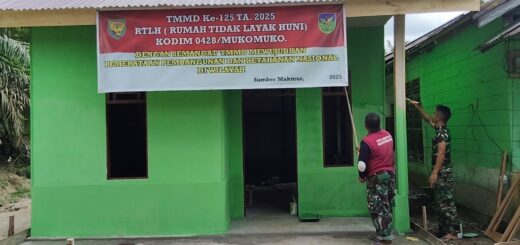 TMMD Ke-125 TA. 2025
RTLH ( RUMAH TIDAK LAYAK HUNI)
KODIM 0428/MUKOMUKO.
DENGAN SEMANGAT TMMD MEWUJUDKAN
PEMERATAAN PEMBANGUNAN DAN KETAHANAN NASIONAL
DI WILAYAH.
Sumber Makmur, 2025